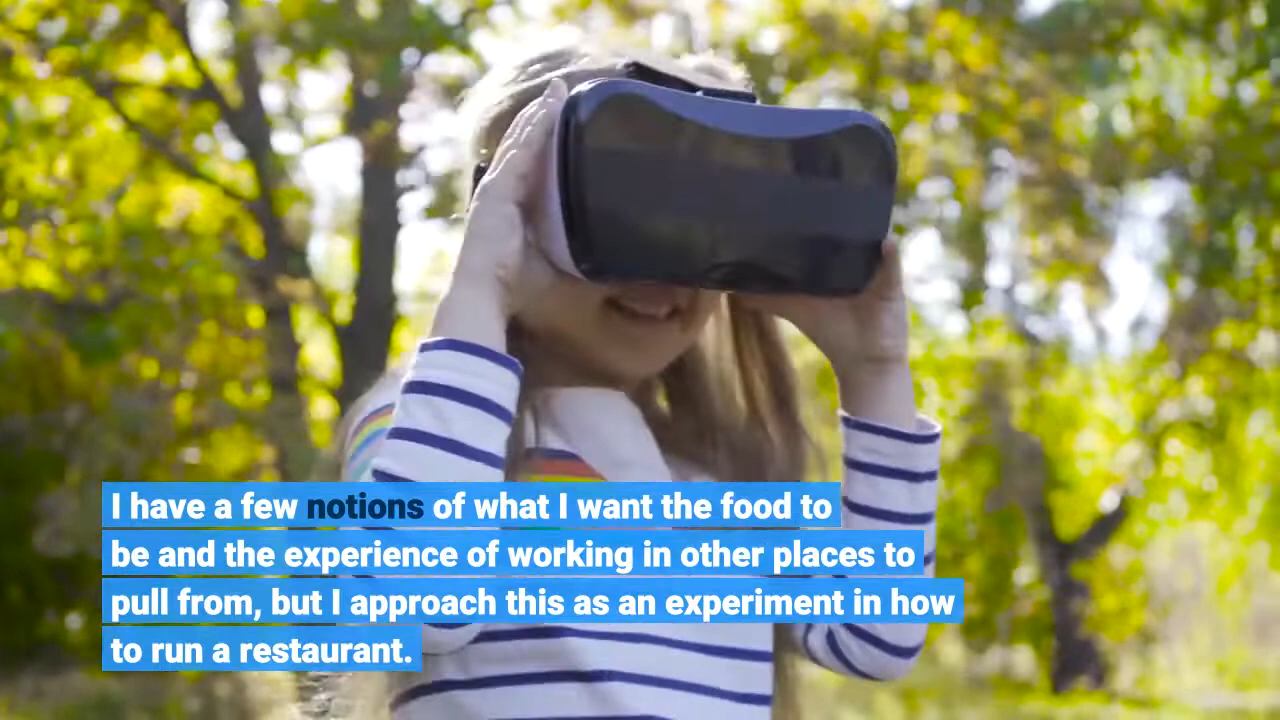 I have a few notions of what I want the food to
be and the experience of working in other places to
pull from, but I approach this as an experiment in how
to run a restaurant.